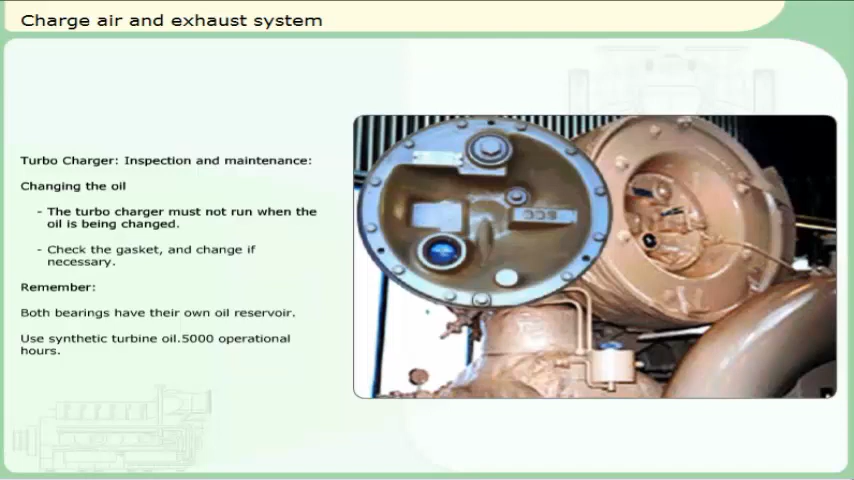 Charge air and exhaust system
Turbo Charger: Inspection and maintenance:
Changing the oil
- The turbo charger must not run when the
oil is being changed.
- Check the gasket, and change if
necessary.
Remember:
Both bearings have their own oil reservoir.
Use synthetic turbine oil.5000 operational
hours.